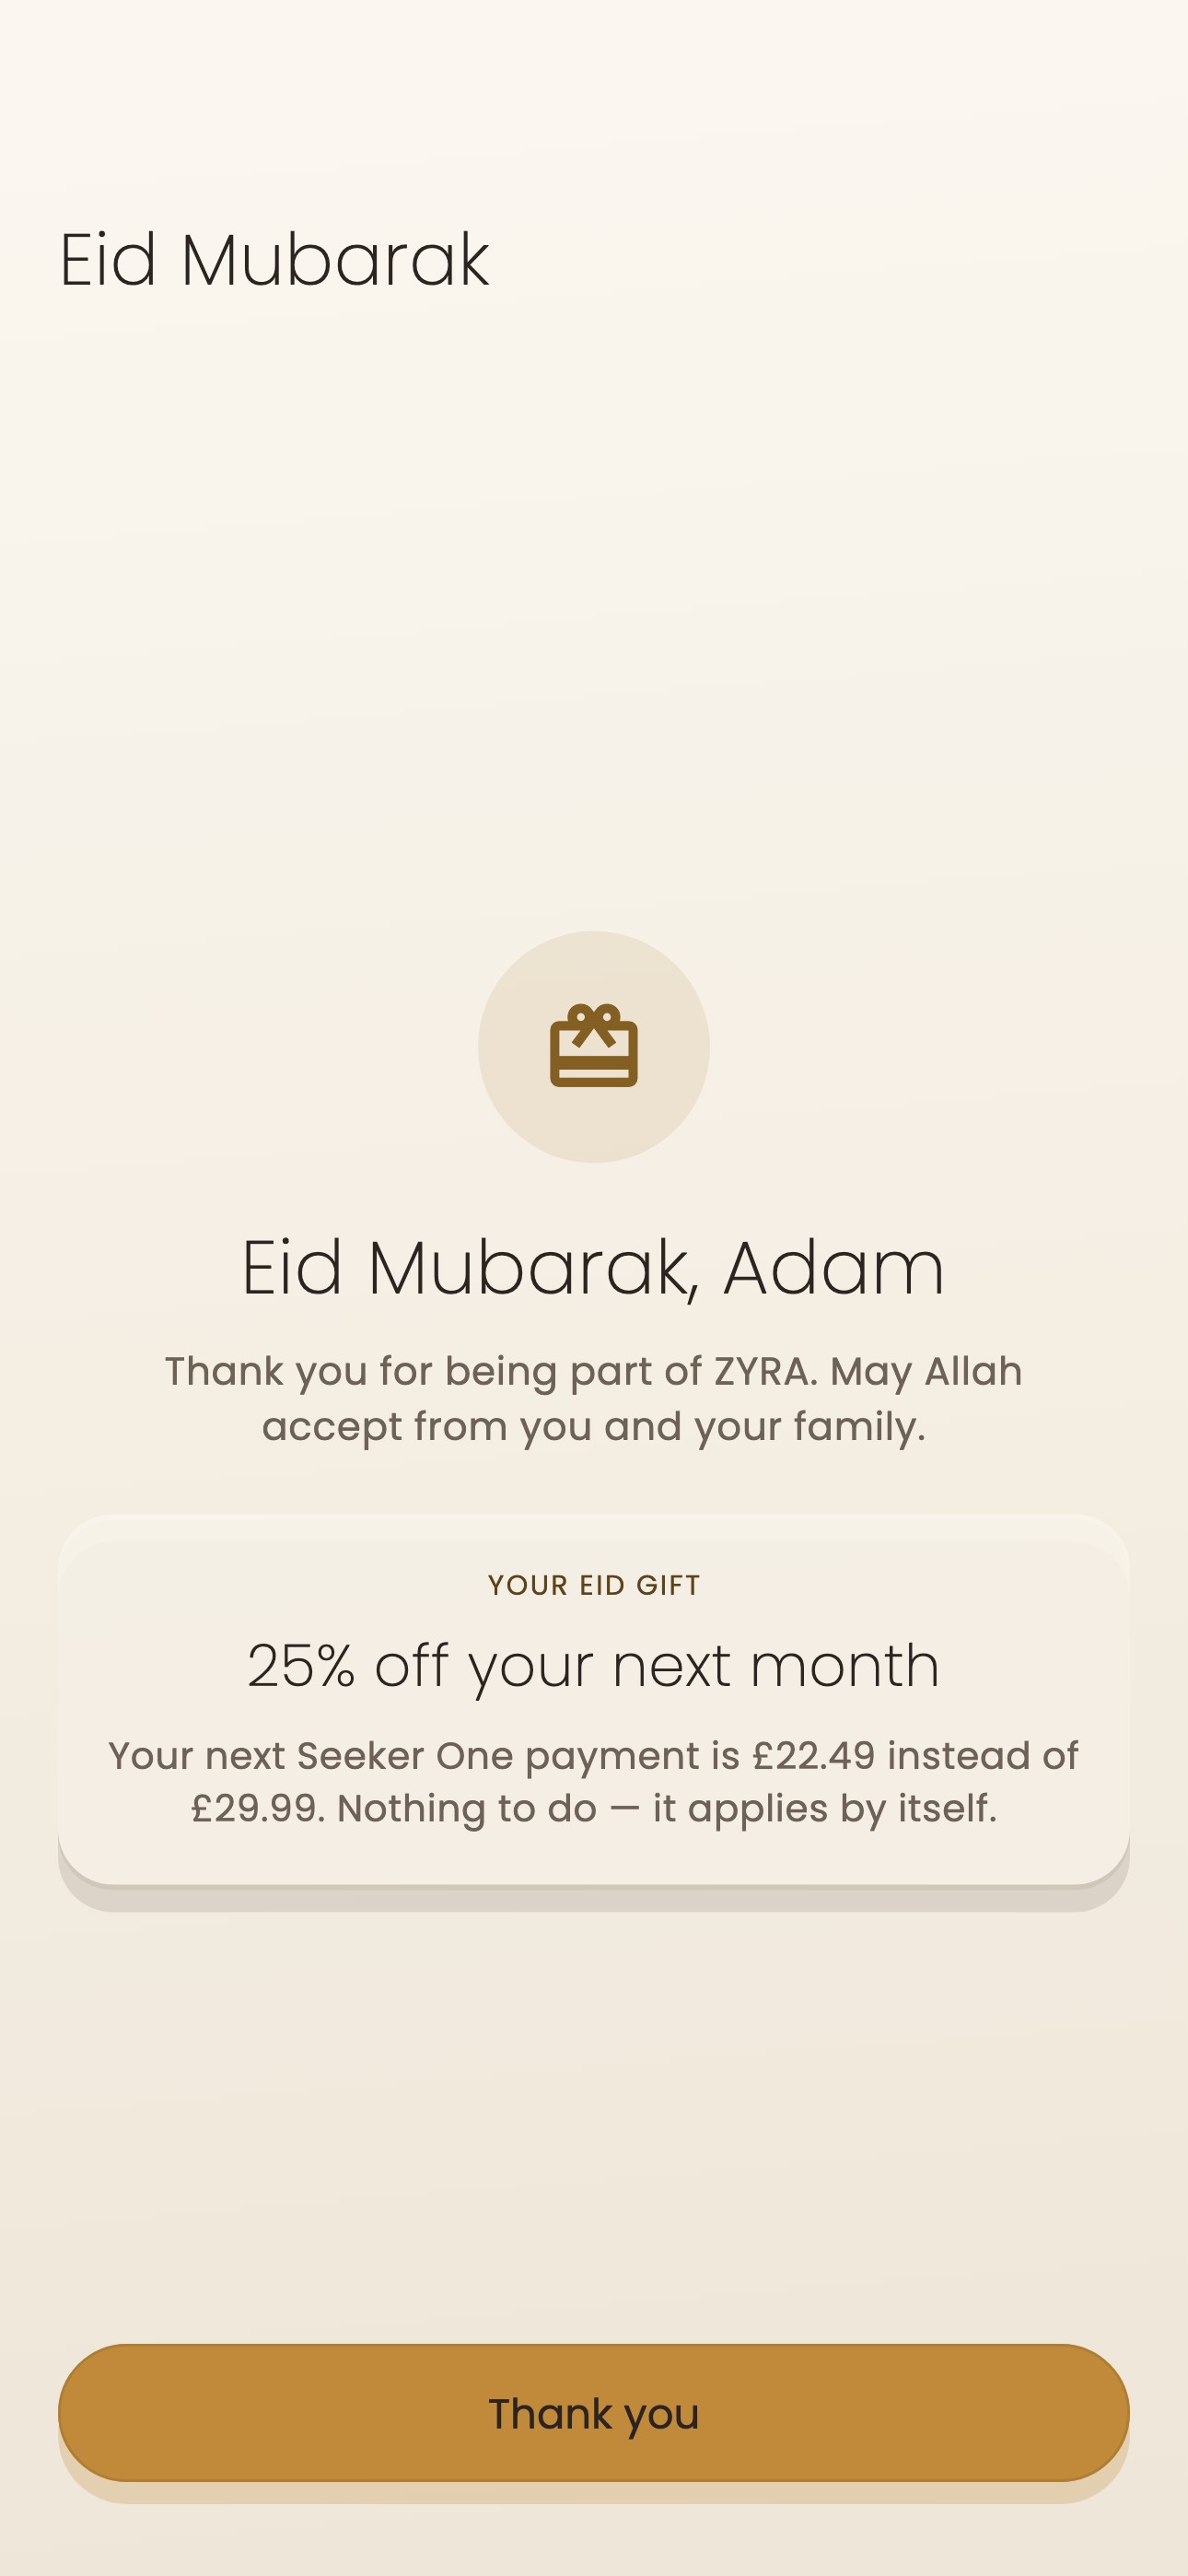 Eid Mubarak
Eid Mubarak, Adam
Thank you for being part of ZYRA. May Allah
accept from you and your family.
YOUR EID GIFT
25% off your next month
Your next Seeker One payment is £22.49 instead of
£29.99. Nothing to do — it applies by itself.
Thank you